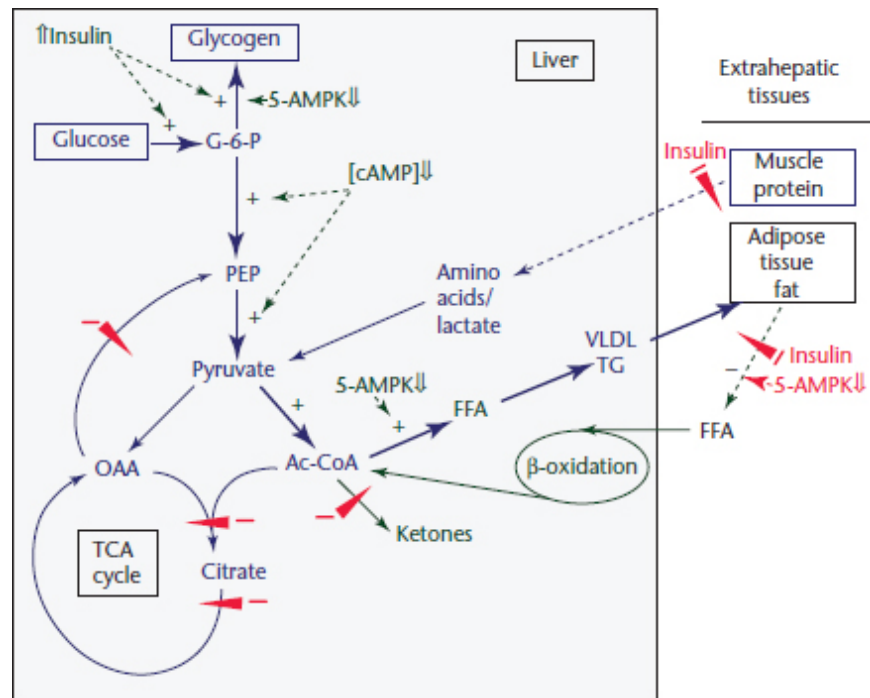 ⇑Insulin
Glycogen
Liver
Extrahepatic
tissues
+
5-AMPK⇓
+
Glucose
G-6-P
Insulin
Muscle
protein
[cAMP]⇓
+
Adipose
tissue
fat
PEP
Amino
acids/
lactate
+
–
VLDL
TG
Pyruvate
5-AMPK⇓
–
Insulin
5-AMPK⇓
+
+
FFA
FFA
OAA
Ac-CoA
β-oxidation
–
–
Ketones
TCA
cycle
Citrate
–